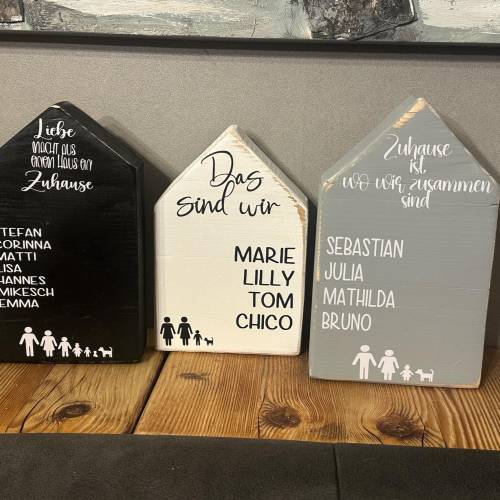 Liebe
MACHT AUS
EINEM HAUS EIN
Zuhause
TEFAN
CORINNA
MATTI
LISA
HANNES
MIKESCH
EMMA
Das
sind wir
MARIE
LILLY
TOM
CHICO
Zuhause
ist,
wo wir zusammen
sind
SEBASTIAN
JULIA
MATHILDA
BRUNO